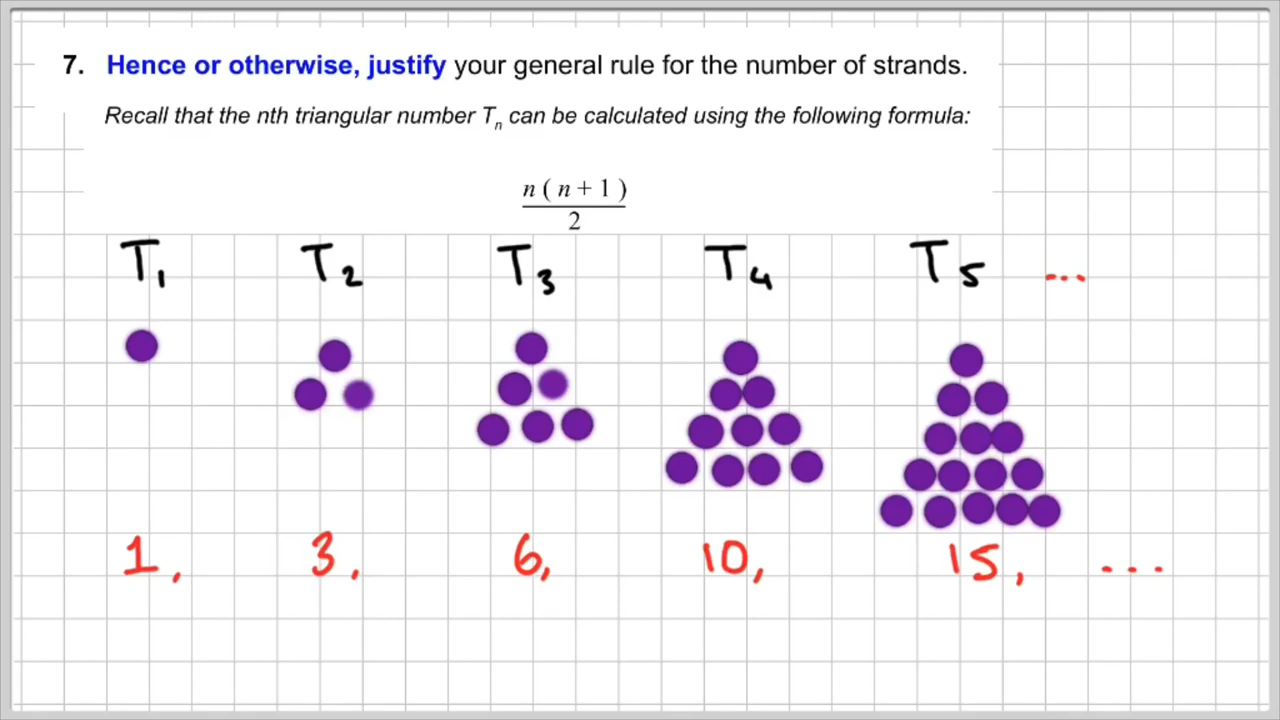 7. Hence or otherwise, justify your general rule for the number of strands.
Recall that the nth triangular number Tn can be calculated using the following formula:
n ( n + 1 )
2
T1 T2 T3 T4 T5 ...
1, 3, 6, 10, 15, ...